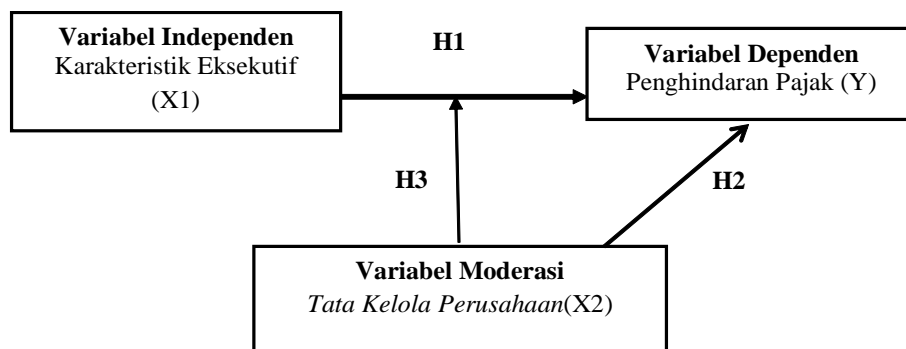 Variabel Independen
Karakteristik Eksekutif
(X1)
H1
Variabel Dependen
Penghindaran Pajak (Y)
H3
H2
Variabel Moderasi
Tata Kelola Perusahaan(X2)